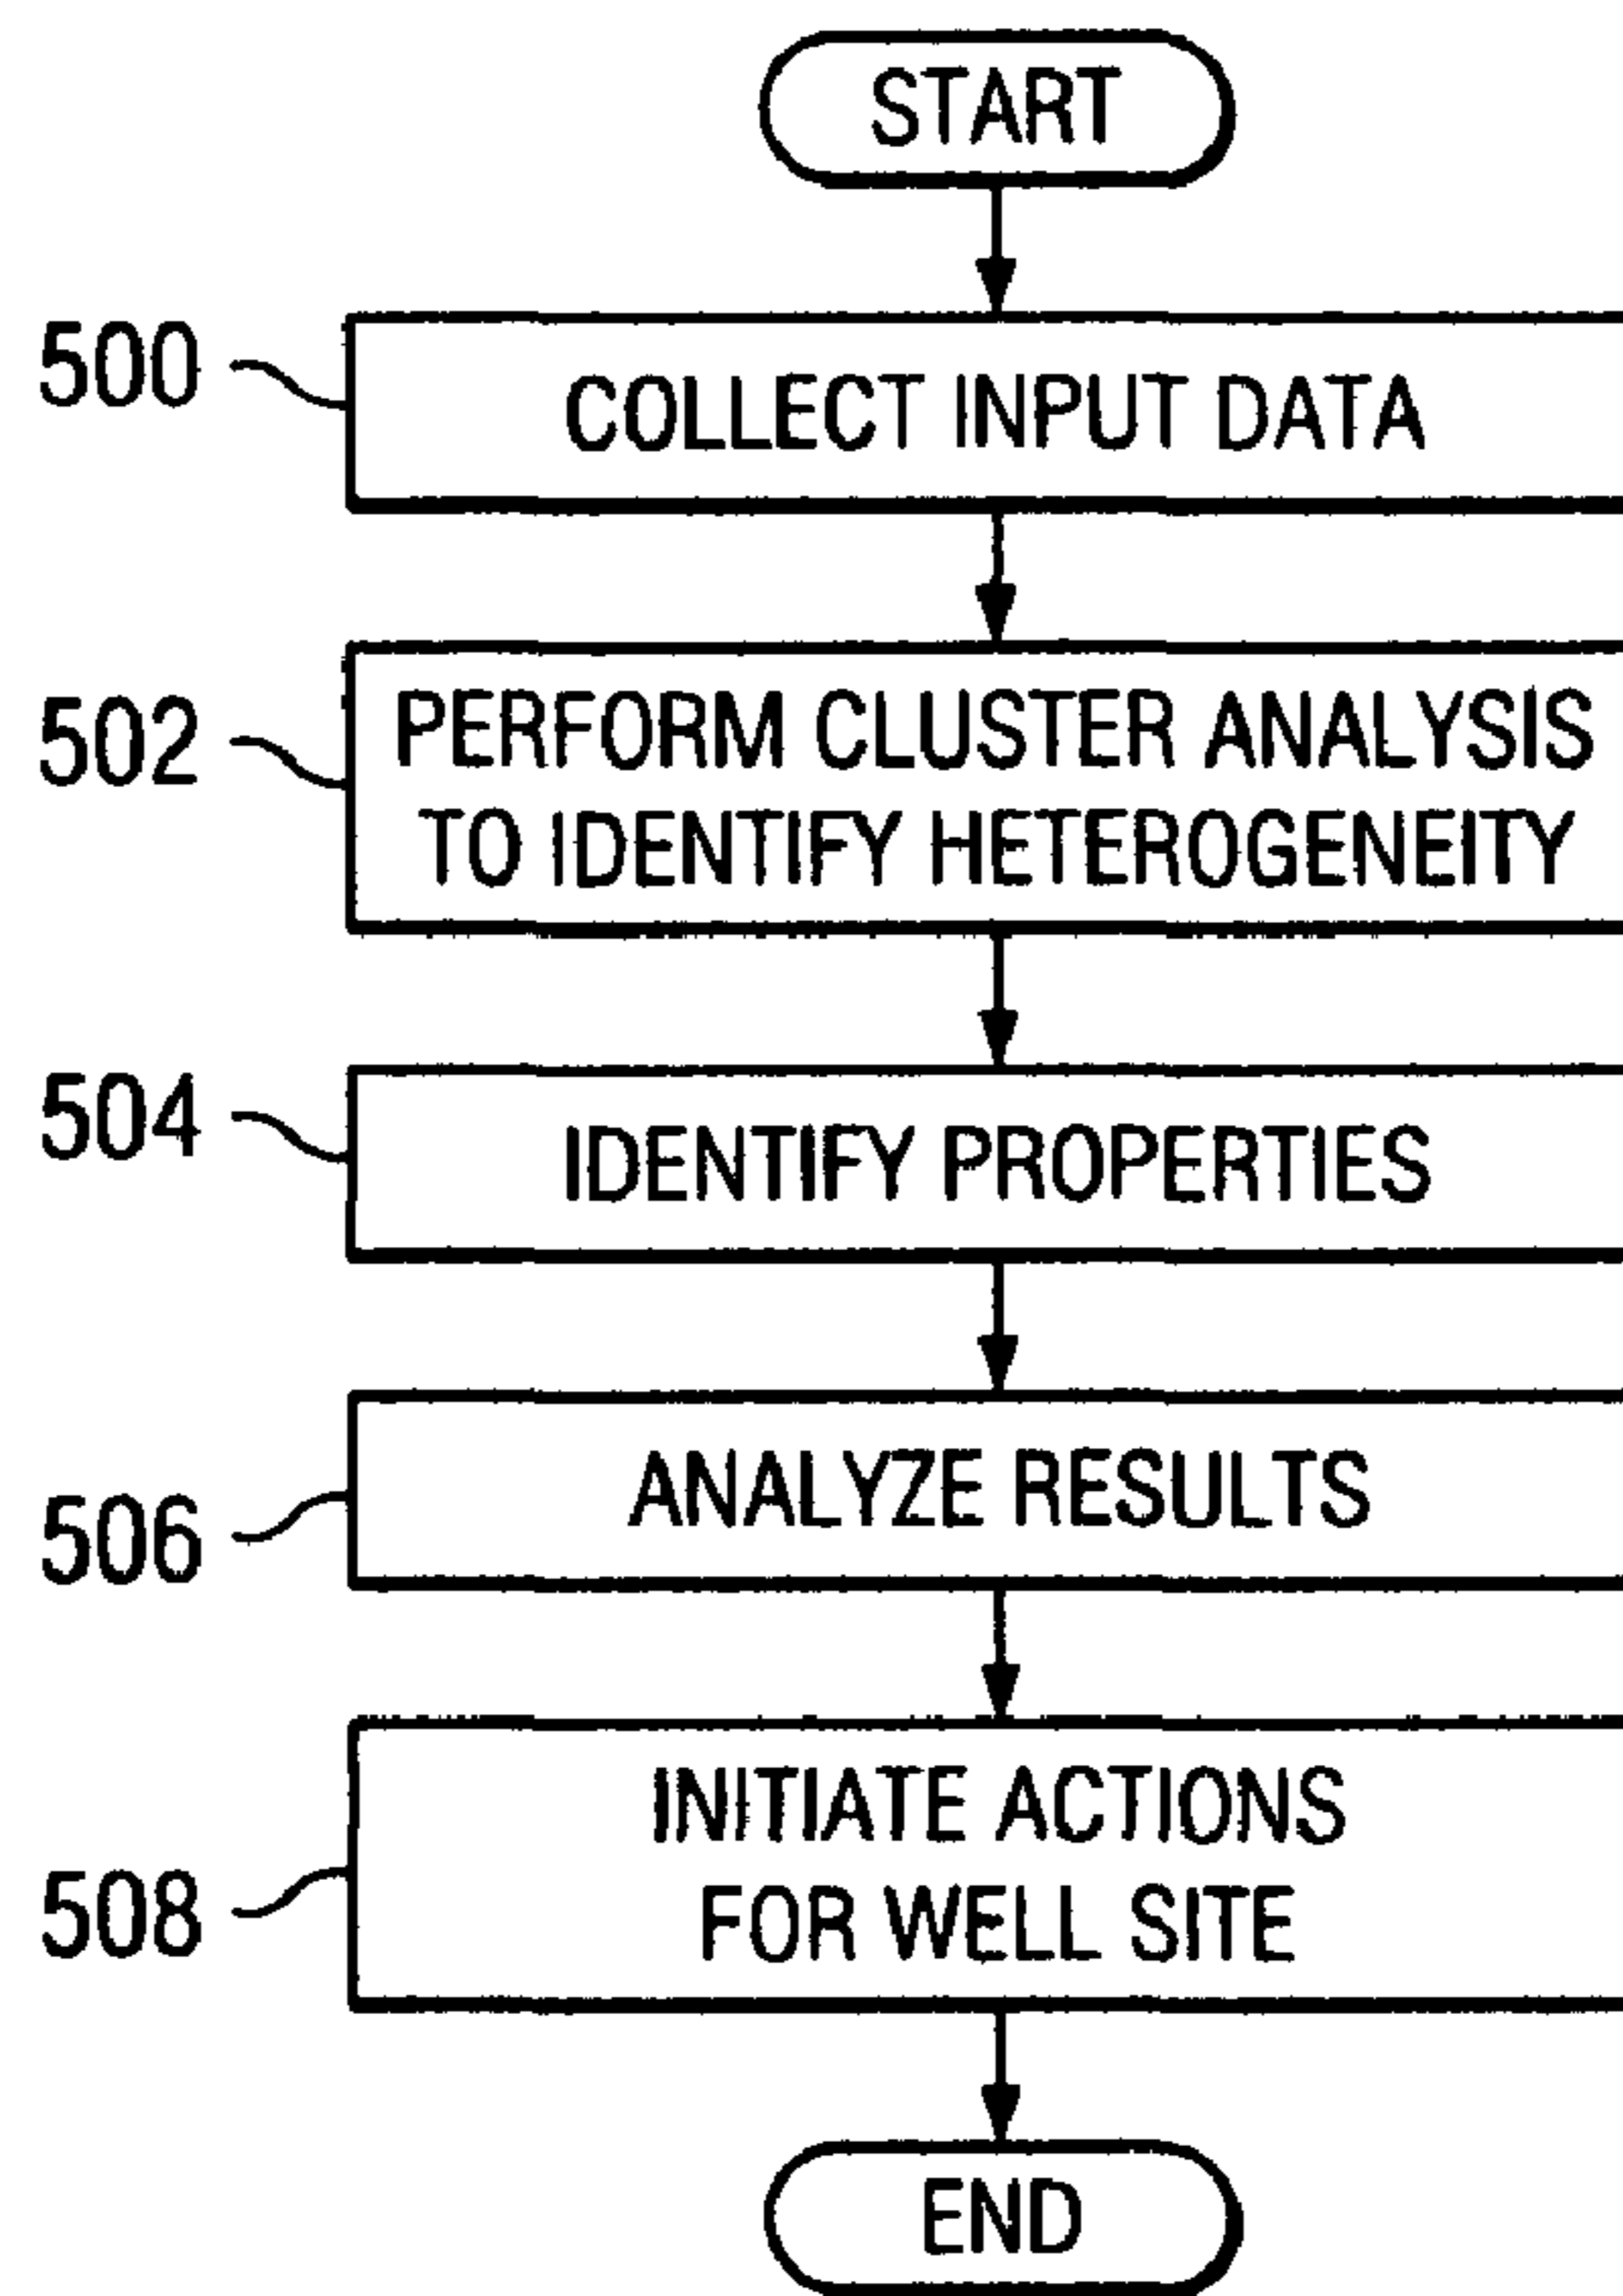 START
500
COLLECT INPUT DATA
502
PERFORM CLUSTER ANALYSIS
TO IDENTIFY HETEROGENEITY
504
IDENTIFY PROPERTIES
506
ANALYZE RESULTS
508
INITIATE ACTIONS
FOR WELL SITE
END